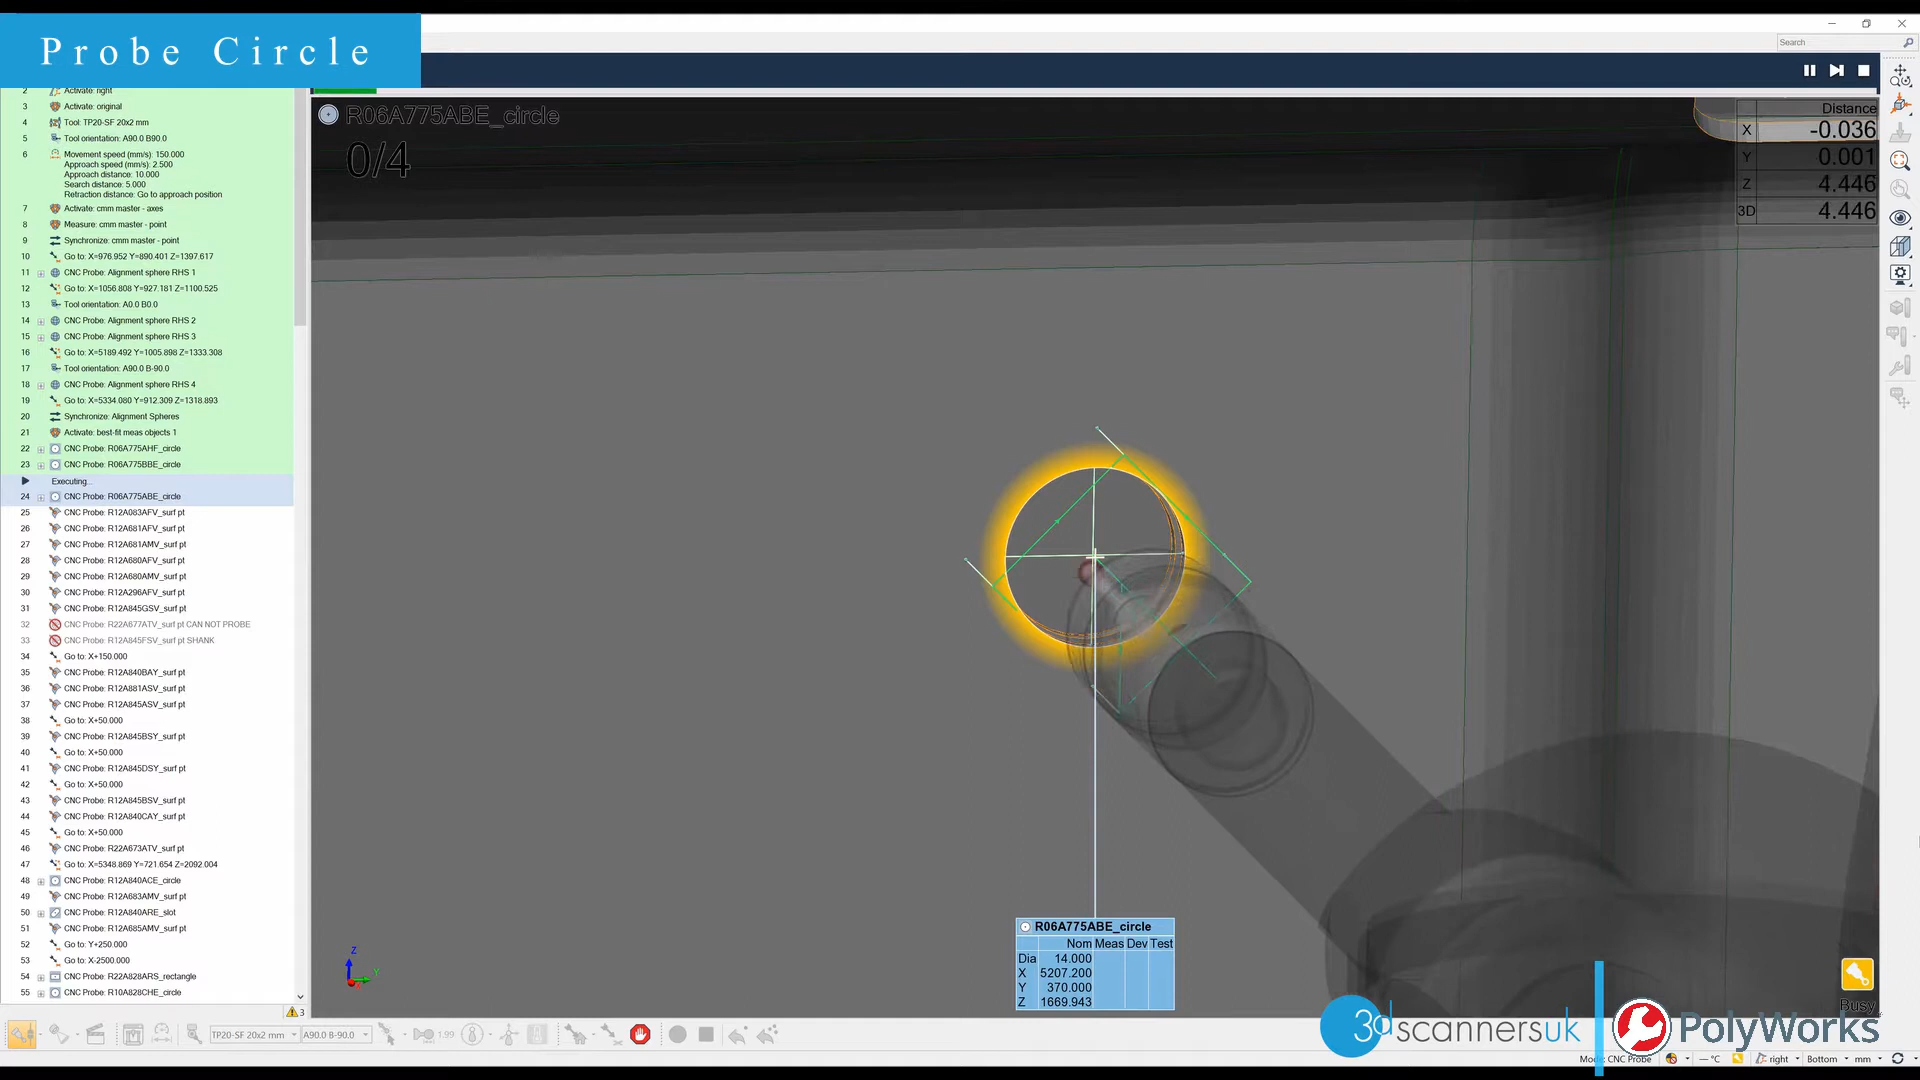 Probe Circle
Search
2 Activate: right
3 Activate: original
4 Tool: TP20-SF 20x2 mm
5 Tool orientation: A90.0 B90.0
6 Movement speed (mm/s): 150.000
Approach speed (mm/s): 2.500
Approach distance: 10.000
Search distance: 5.000
Retraction distance: Go to approach position
7 Activate: cmm master - axes
8 Measure: cmm master - point
9 Synchronize: cmm master - point
10 Go to: X=976.952 Y=890.401 Z=1397.617
11 CNC Probe: Alignment sphere RHS 1
12 Go to: X=1056.808 Y=927.181 Z=1100.525
13 Tool orientation: A0.0 B0.0
14 CNC Probe: Alignment sphere RHS 2
15 CNC Probe: Alignment sphere RHS 3
16 Go to: X=5189.492 Y=1005.898 Z=1333.308
17 Tool orientation: A90.0 B-90.0
18 CNC Probe: Alignment sphere RHS 4
19 Go to: X=5334.080 Y=912.309 Z=1318.893
20 Synchronize: Alignment Spheres
21 Activate: best-fit meas objects 1
22 CNC Probe: R06A775AHF_circle
23 CNC Probe: R06A775BBE_circle
Executing...
24 CNC Probe: R06A775ABE_circle
25 CNC Probe: R12A083AFV_surf pt
26 CNC Probe: R12A681AFV_surf pt
27 CNC Probe: R12A681AMV_surf pt
28 CNC Probe: R12A680AFV_surf pt
29 CNC Probe: R12A680AMV_surf pt
30 CNC Probe: R12A296AFV_surf pt
31 CNC Probe: R12A845GSV_surf pt
32 CNC Probe: R22A677ATV_surf pt CAN NOT PROBE
33 CNC Probe: R12A845FSV_surf pt SHANK
34 Go to: X+150.000
35 CNC Probe: R12A840BAY_surf pt
36 CNC Probe: R12A881ASV_surf pt
37 CNC Probe: R12A845ASV_surf pt
38 Go to: X+50.000
39 CNC Probe: R12A845BSY_surf pt
40 Go to: X+50.000
41 CNC Probe: R12A845DSY_surf pt
42 Go to: X+50.000
43 CNC Probe: R12A845BSV_surf pt
44 CNC Probe: R12A840CAY_surf pt
45 Go to: X+50.000
46 CNC Probe: R22A673ATV_surf pt
47 Go to: X=5348.869 Y=721.654 Z=2092.004
48 CNC Probe: R12A840ACE_circle
49 CNC Probe: R12A683AMV_surf pt
50 CNC Probe: R12A840ARE_slot
51 CNC Probe: R12A685AMV_surf pt
52 Go to: Y+250.000
53 Go to: X-2500.000
54 CNC Probe: R22A828ARS_rectangle
55 CNC Probe: R10A828CHE_circle
3
R06A775ABE_circle
0/4
Distance
X -0.036
Y 0.001
Z 4.446
3D 4.446
R06A775ABE_circle
Nom Meas Dev Test
Dia 14.000
X 5207.200
Y 370.000
Z 1669.943
Z
Y
Busy
TP20-SF 20x2 mm A90.0 B-90.0 1.99
3dscannersuk
PolyWorks
Mode: CNC Probe — °C right Bottom mm